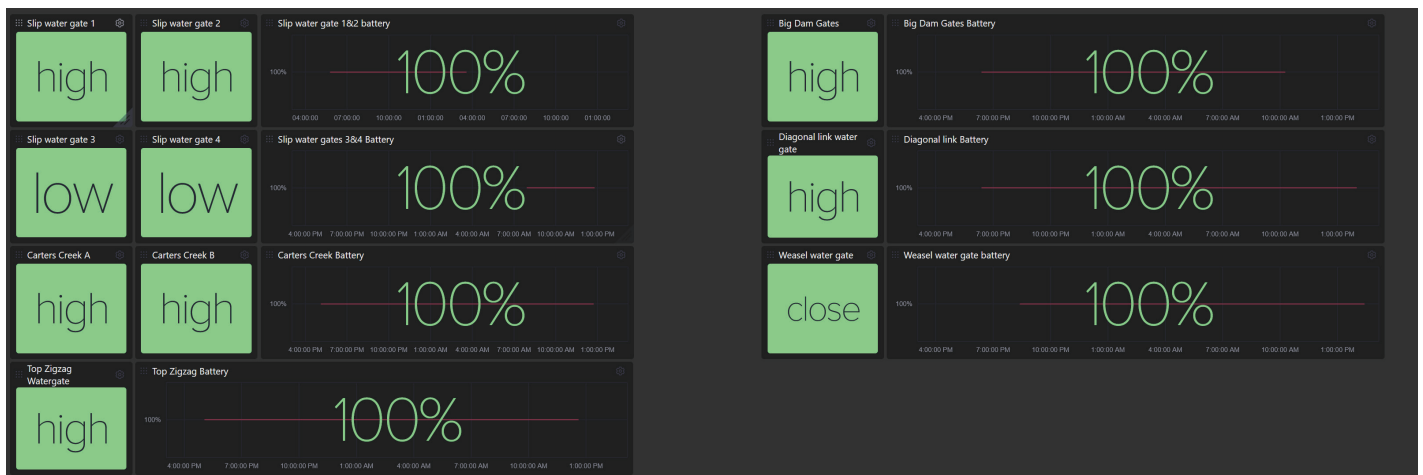 Slip water gate 1
high
Slip water gate 2
high
Slip water gate 1&2 battery
100%
100%
04:00:00 07:00:00 10:00:00 01:00:00 04:00:00 07:00:00 10:00:00 01:00:00
Big Dam Gates
high
Big Dam Gates Battery
100%
100%
4:00:00 PM 7:00:00 PM 10:00:00 PM 1:00:00 AM 4:00:00 AM 7:00:00 AM 10:00:00 AM 1:00:00 PM
Slip water gate 3
low
Slip water gate 4
low
Slip water gates 3&4 Battery
100%
100%
4:00:00 PM 7:00:00 PM 10:00:00 PM 1:00:00 AM 4:00:00 AM 7:00:00 AM 10:00:00 AM 1:00:00 PM
Diagonal link water
gate
high
Diagonal link Battery
100%
100%
4:00:00 PM 7:00:00 PM 10:00:00 PM 1:00:00 AM 4:00:00 AM 7:00:00 AM 10:00:00 AM 1:00:00 PM
Carters Creek A
high
Carters Creek B
high
Carters Creek Battery
100%
100%
4:00:00 PM 7:00:00 PM 10:00:00 PM 1:00:00 AM 4:00:00 AM 7:00:00 AM 10:00:00 AM 1:00:00 PM
Weasel water gate
close
Weasel water gate battery
100%
100%
4:00:00 PM 7:00:00 PM 10:00:00 PM 1:00:00 AM 4:00:00 AM 7:00:00 AM 10:00:00 AM 1:00:00 PM
Top Zigzag
Watergate
high
Top Zigzag Battery
100%
100%
4:00:00 PM 7:00:00 PM 10:00:00 PM 1:00:00 AM 4:00:00 AM 7:00:00 AM 10:00:00 AM 1:00:00 PM